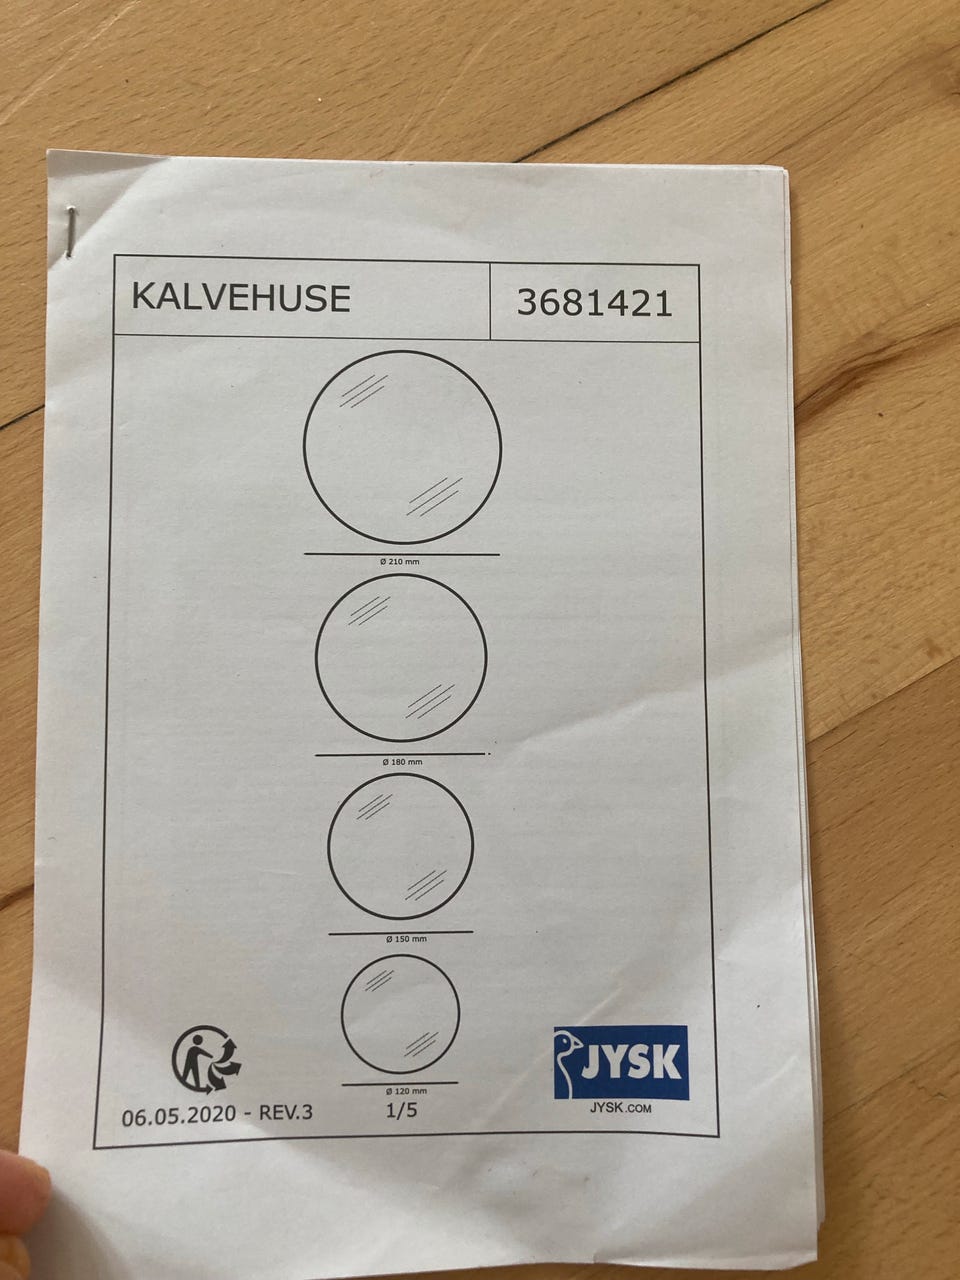 KALVEHUSE
3681421
Ø 210 mm
Ø 180 mm
Ø 150 mm
Ø 120 mm
06.05.2020 - REV.3
1/5
JYSK
JYSK.COM